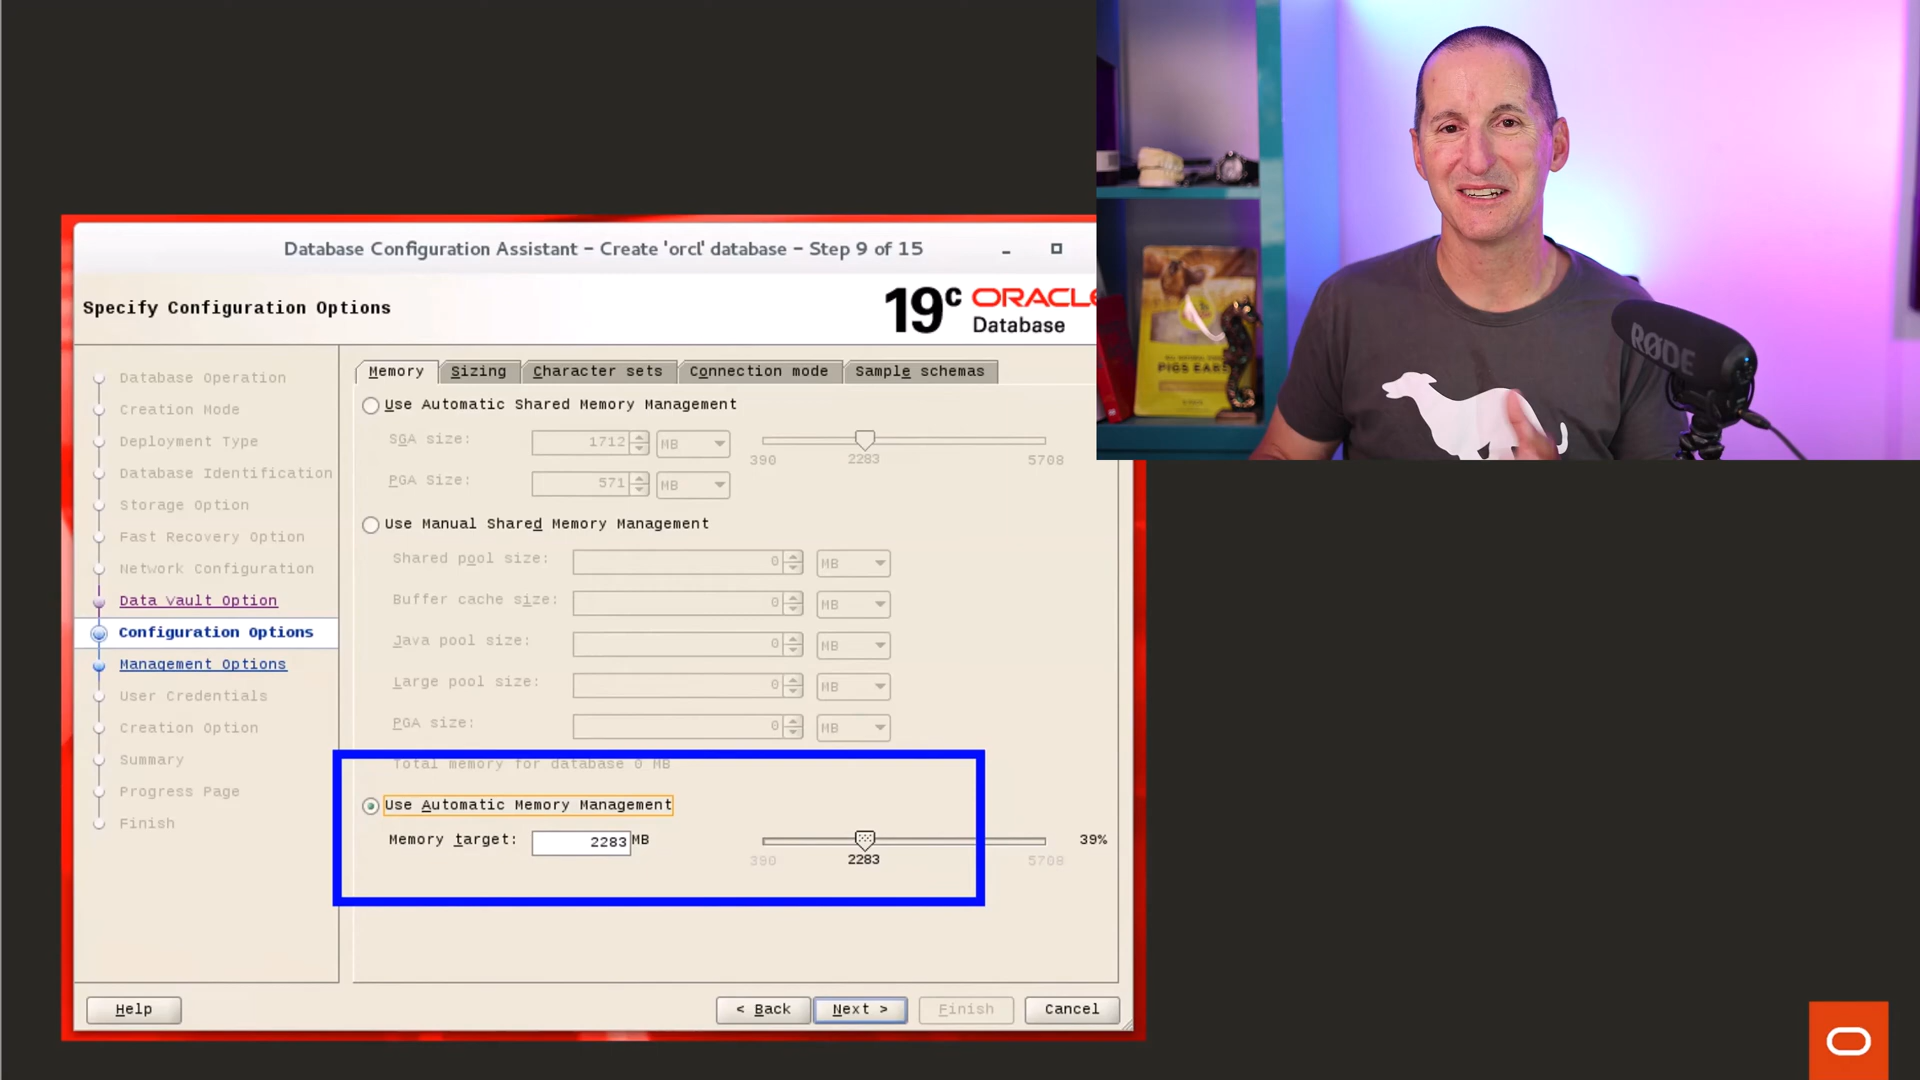 Database Configuration Assistant – Create 'orcl' database – Step 9 of 15
Specify Configuration Options
19c ORACLE
Database
Database Operation
Creation Mode
Deployment Type
Database Identification
Storage Option
Fast Recovery Option
Network Configuration
Data Vault Option
Configuration Options
Management Options
User Credentials
Creation Option
Summary
Progress Page
Finish
Memory Sizing Character sets Connection mode Sample schemas
Use Automatic Shared Memory Management
SGA size: 1712 MB
390 2283 5708
PGA Size: 571 MB
Use Manual Shared Memory Management
Shared pool size: 0 MB
Buffer cache size: 0 MB
Java pool size: 0 MB
Large pool size: 0 MB
PGA size: 0 MB
Total memory for database 0 MB
Use Automatic Memory Management
Memory target: 2283 MB 39%
390 2283 5708
Help < Back Next > Finish Cancel
PIGS EARS
RØDE